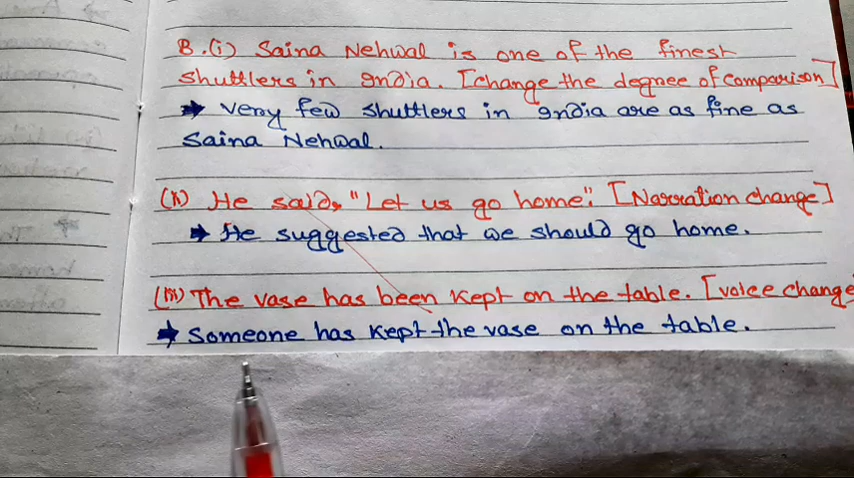 B.(i) Saina Nehwal is one of the finest
shuttlers in India. [change the degree of comparison]
→ Very few shuttlers in India are as fine as
Saina Nehwal.
(ii) He said, "Let us go home". [Narration change]
→ He suggested that we should go home.
(iii) The vase has been kept on the table. [voice change
→ Someone has kept the vase on the table.